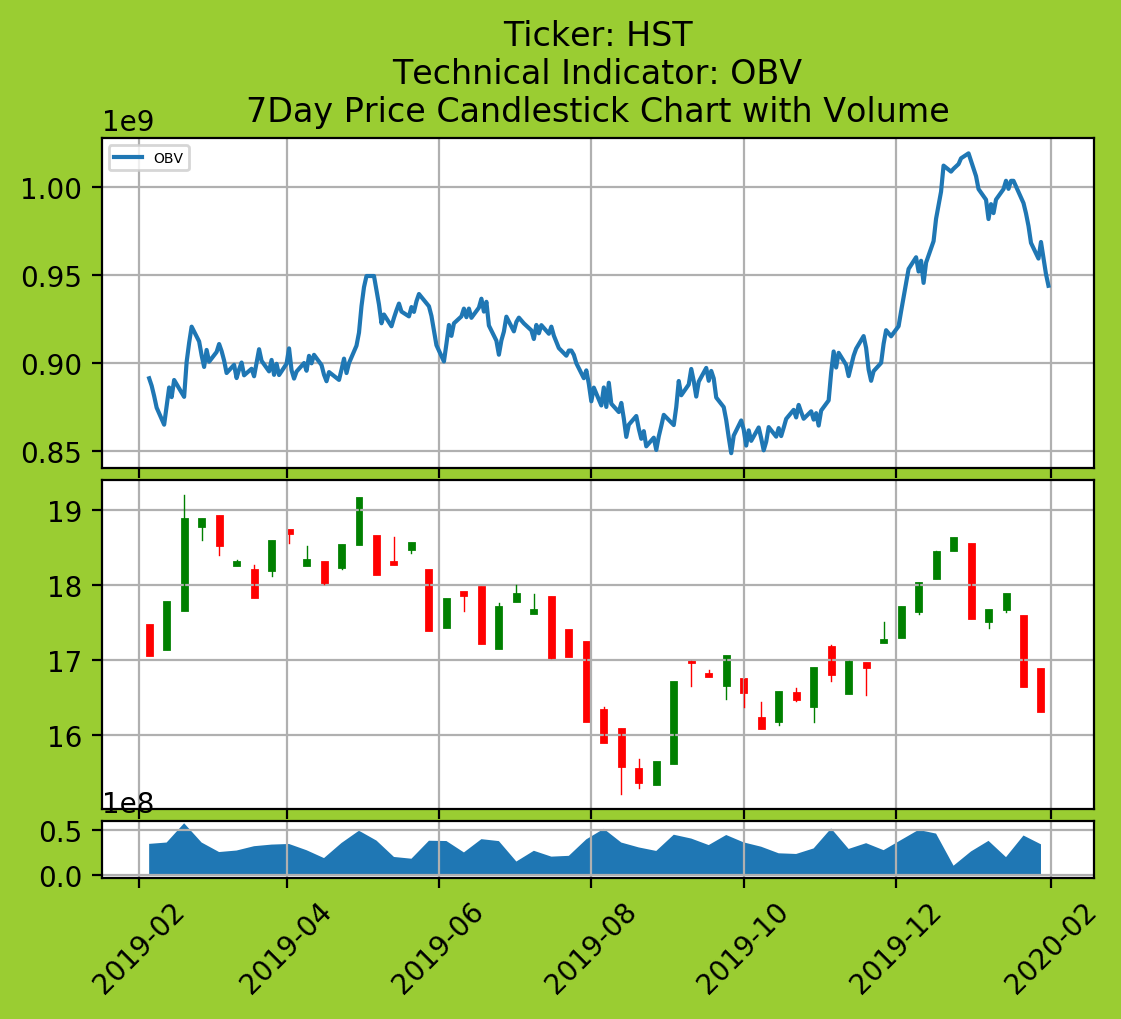 Ticker: HST
Technical Indicator: OBV
7Day Price Candlestick Chart with Volume
1e9
OBV
1.00
0.95
0.90
0.85
19
18
17
16
1e8
0.5
0.0
2019-02
2019-04
2019-06
2019-08
2019-10
2019-12
2020-02